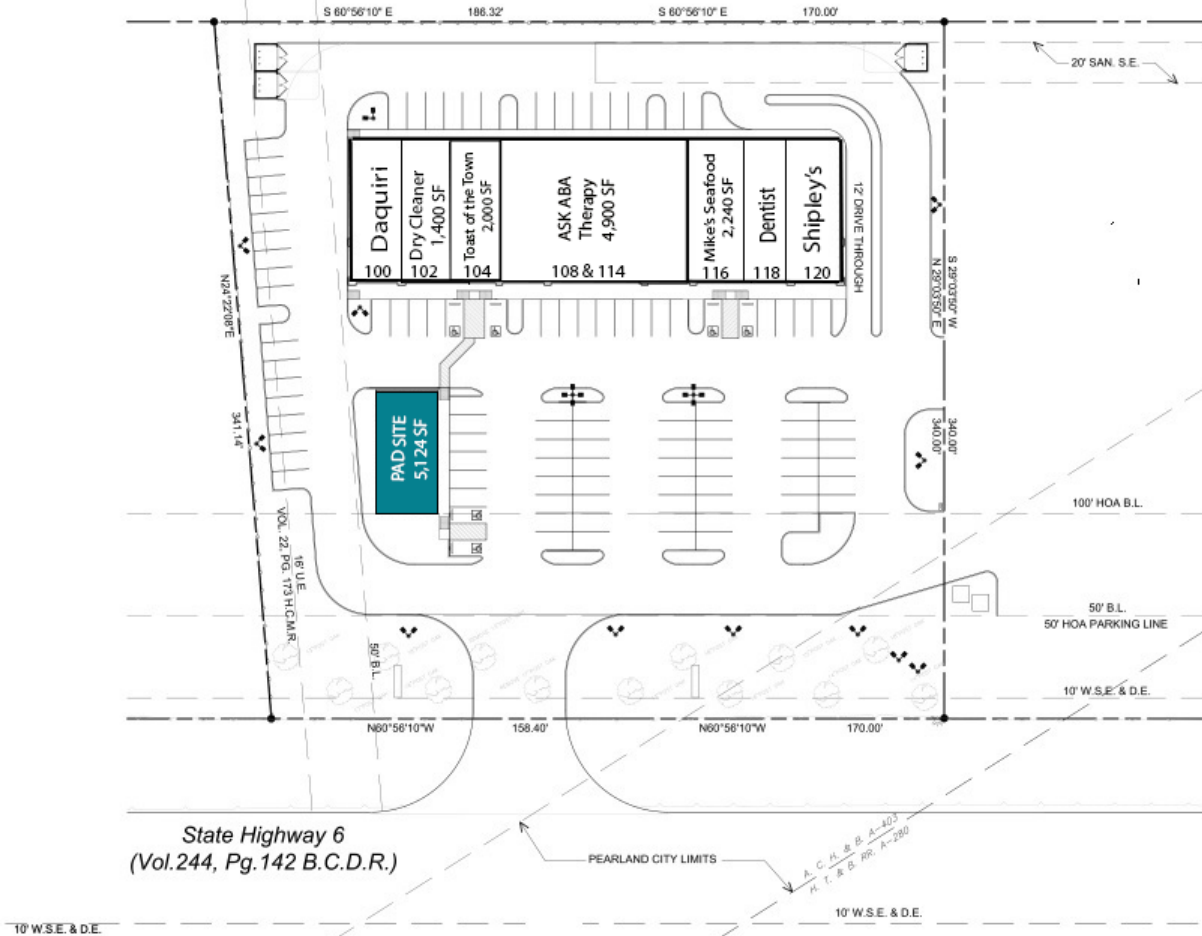 S 60°56'10" E
186.32'
S 60°56'10" E
170.00'
20' SAN. S.E.
Daquiri
100
Dry Cleaner
1,400 SF
102
Toast of the Town
2,000 SF
104
ASK ABA
Therapy
4,900 SF
108 & 114
Mike's Seafood
2,240 SF
116
Dentist
118
Shipley's
120
12' DRIVE THROUGH
S 29°03'50" W
N 29°03'50" E
340.00'
340.00'
N24°22'08"E
341.14'
PAD SITE
5,124 SF
100' HOA B.L.
16' U.E.
VOL. 22, PG. 173 H.C.M.R.
50' B.L.
50' B.L.
50' HOA PARKING LINE
10' W.S.E. & D.E.
N60°56'10"W
158.40'
N60°56'10"W
170.00'
State Highway 6
(Vol.244, Pg.142 B.C.D.R.)
PEARLAND CITY LIMITS
A. C. H. & B. A-403
H. T. & B. RR. A-280
10' W.S.E. & D.E.
10' W.S.E. & D.E.